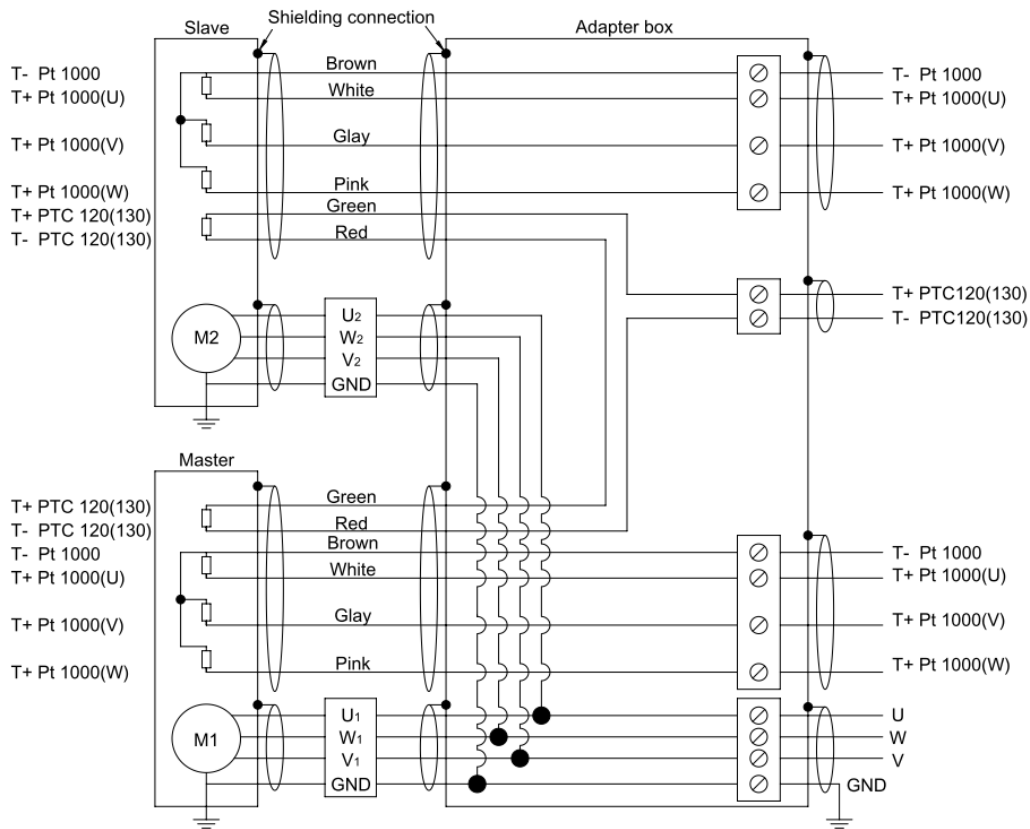 Slave
Shielding connection
Adapter box
T- Pt 1000
T+ Pt 1000(U)
T+ Pt 1000(V)
T+ Pt 1000(W)
T+ PTC 120(130)
T- PTC 120(130)
Brown
White
Glay
Pink
Green
Red
T- Pt 1000
T+ Pt 1000(U)
T+ Pt 1000(V)
T+ Pt 1000(W)
T+ PTC120(130)
T- PTC120(130)
M2
U2
W2
V2
GND
Master
T+ PTC 120(130)
T- PTC 120(130)
T- Pt 1000
T+ Pt 1000(U)
T+ Pt 1000(V)
T+ Pt 1000(W)
Green
Red
Brown
White
Glay
Pink
T- Pt 1000
T+ Pt 1000(U)
T+ Pt 1000(V)
T+ Pt 1000(W)
M1
U1
W1
V1
GND
U
W
V
GND